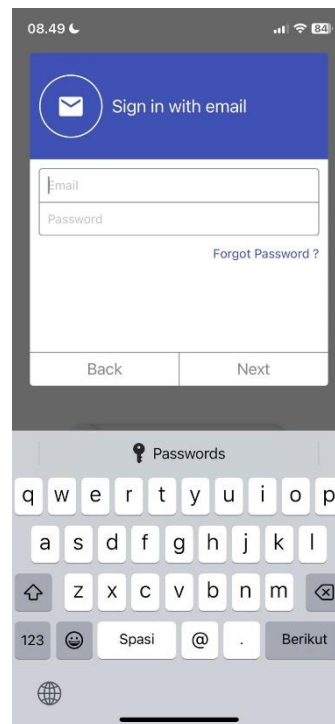 08.49
84
Sign in with email
Email
Password
Forgot Password ?
Back
Next
Passwords
q w e r t y u i o p
a s d f g h j k l
z x c v b n m
123 Spasi @ . Berikut